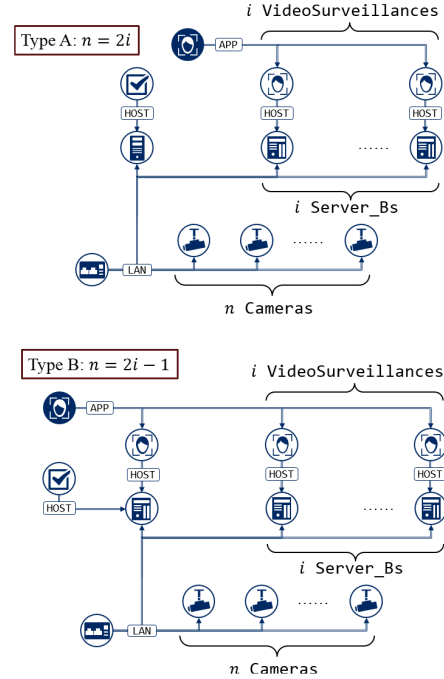 i VideoSurveillances
Type A: n = 2i
APP
HOST
HOST
HOST
......
i Server_Bs
......
LAN
n Cameras
Type B: n = 2i − 1
i VideoSurveillances
APP
HOST
HOST
HOST
HOST
......
i Server_Bs
......
LAN
n Cameras